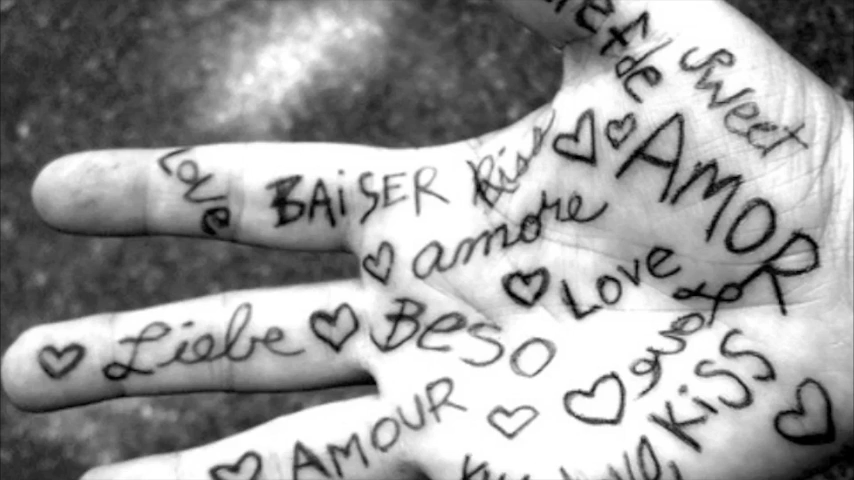 Sweet
Love
BAiSER
Kiss
AMOR
amore
Love
Liebe
Beso
Kiss
AMOUR